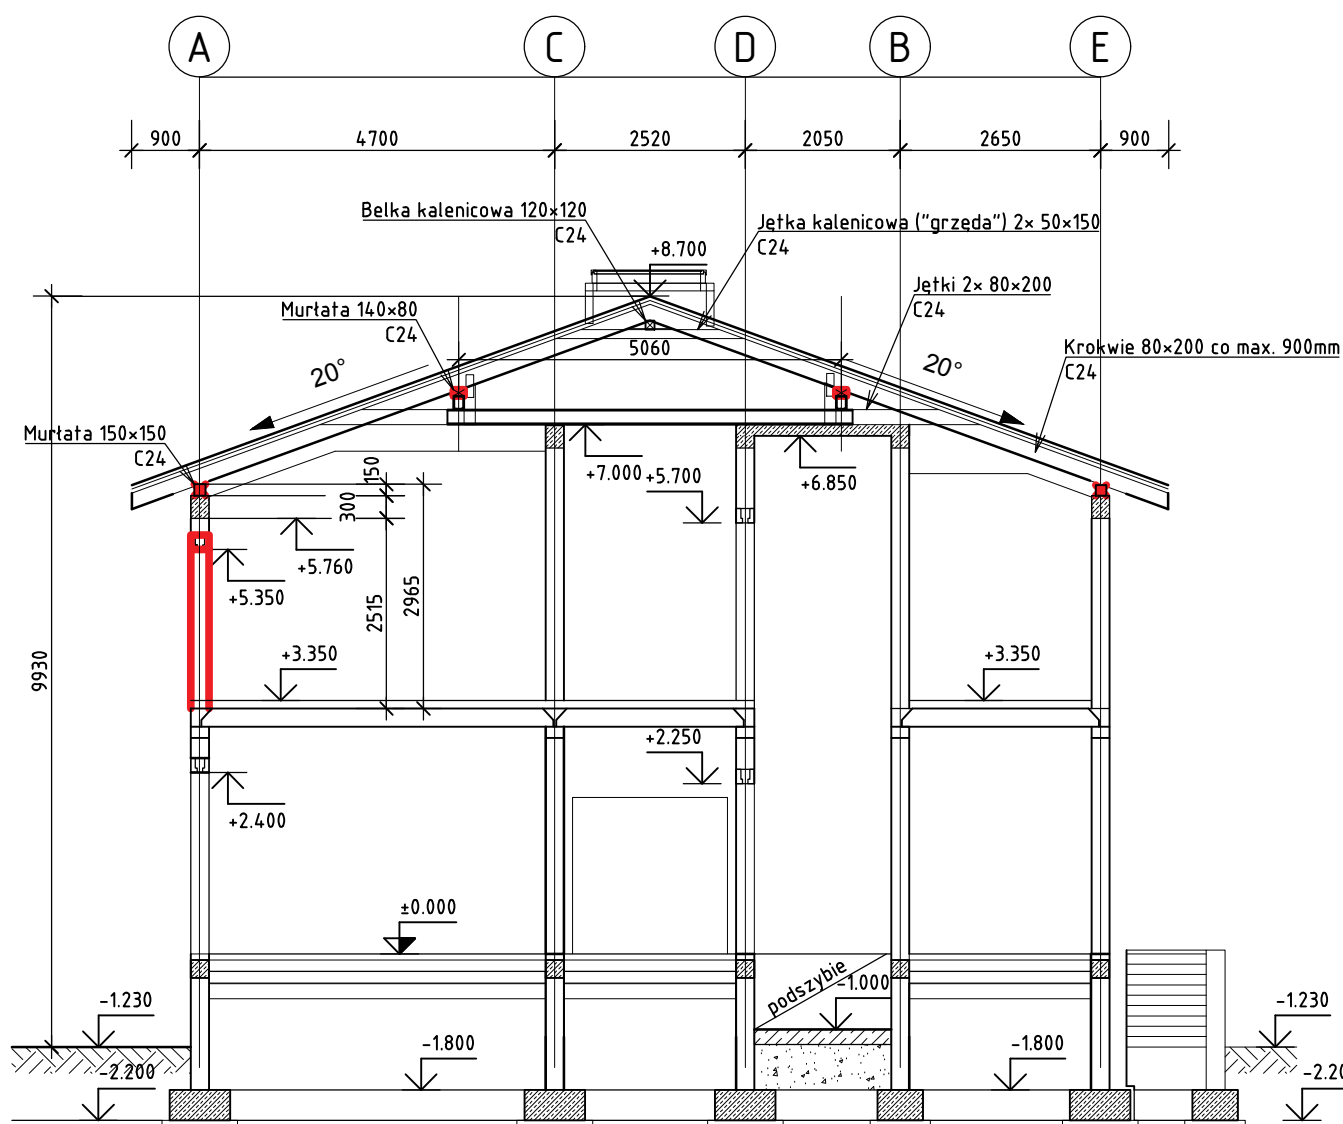 A C D B E
900 4700 2520 2050 2650 900
Belka kalenicowa 120×120
C24
Jętka kalenicowa ("grzęda") 2× 50×150
C24
+8.700
Jętki 2× 80×200
C24
Murłata 140×80
C24
5060
Krokwie 80×200 co max. 900mm
C24
20°
20°
Murłata 150×150
C24
150
300
+7.000
+5.700
+6.850
+5.760
+5.350
2515
2965
9930
+3.350
+3.350
+2.250
+2.400
±0.000
podszybie
-1.000
-1.230
-1.230
-1.800
-1.800
-2.200